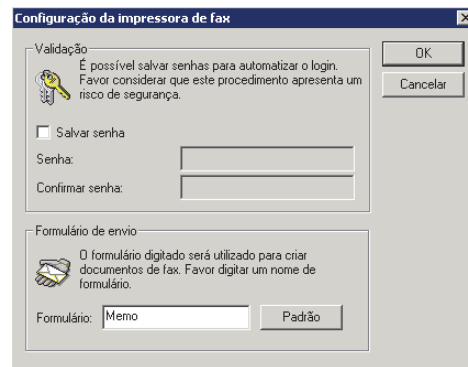 Configuração da impressora de fax
Validação
É possível salvar senhas para automatizar o login.
Favor considerar que este procedimento apresenta um
risco de segurança.
Salvar senha
Senha:
Confirmar senha:
OK
Cancelar
Formulário de envio
O formulário digitado será utilizado para criar
documentos de fax. Favor digitar um nome de
formulário.
Formulário: Memo Padrão